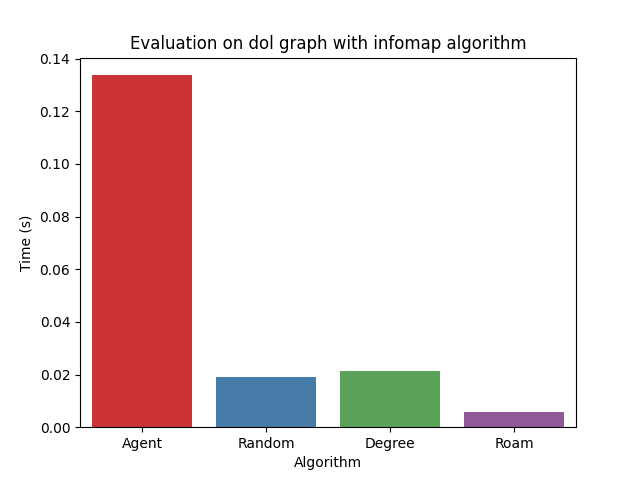 Evaluation on dol graph with infomap algorithm
0.14
0.12
0.10
0.08
0.06
0.04
0.02
0.00
Time (s)
Agent Random Degree Roam
Algorithm